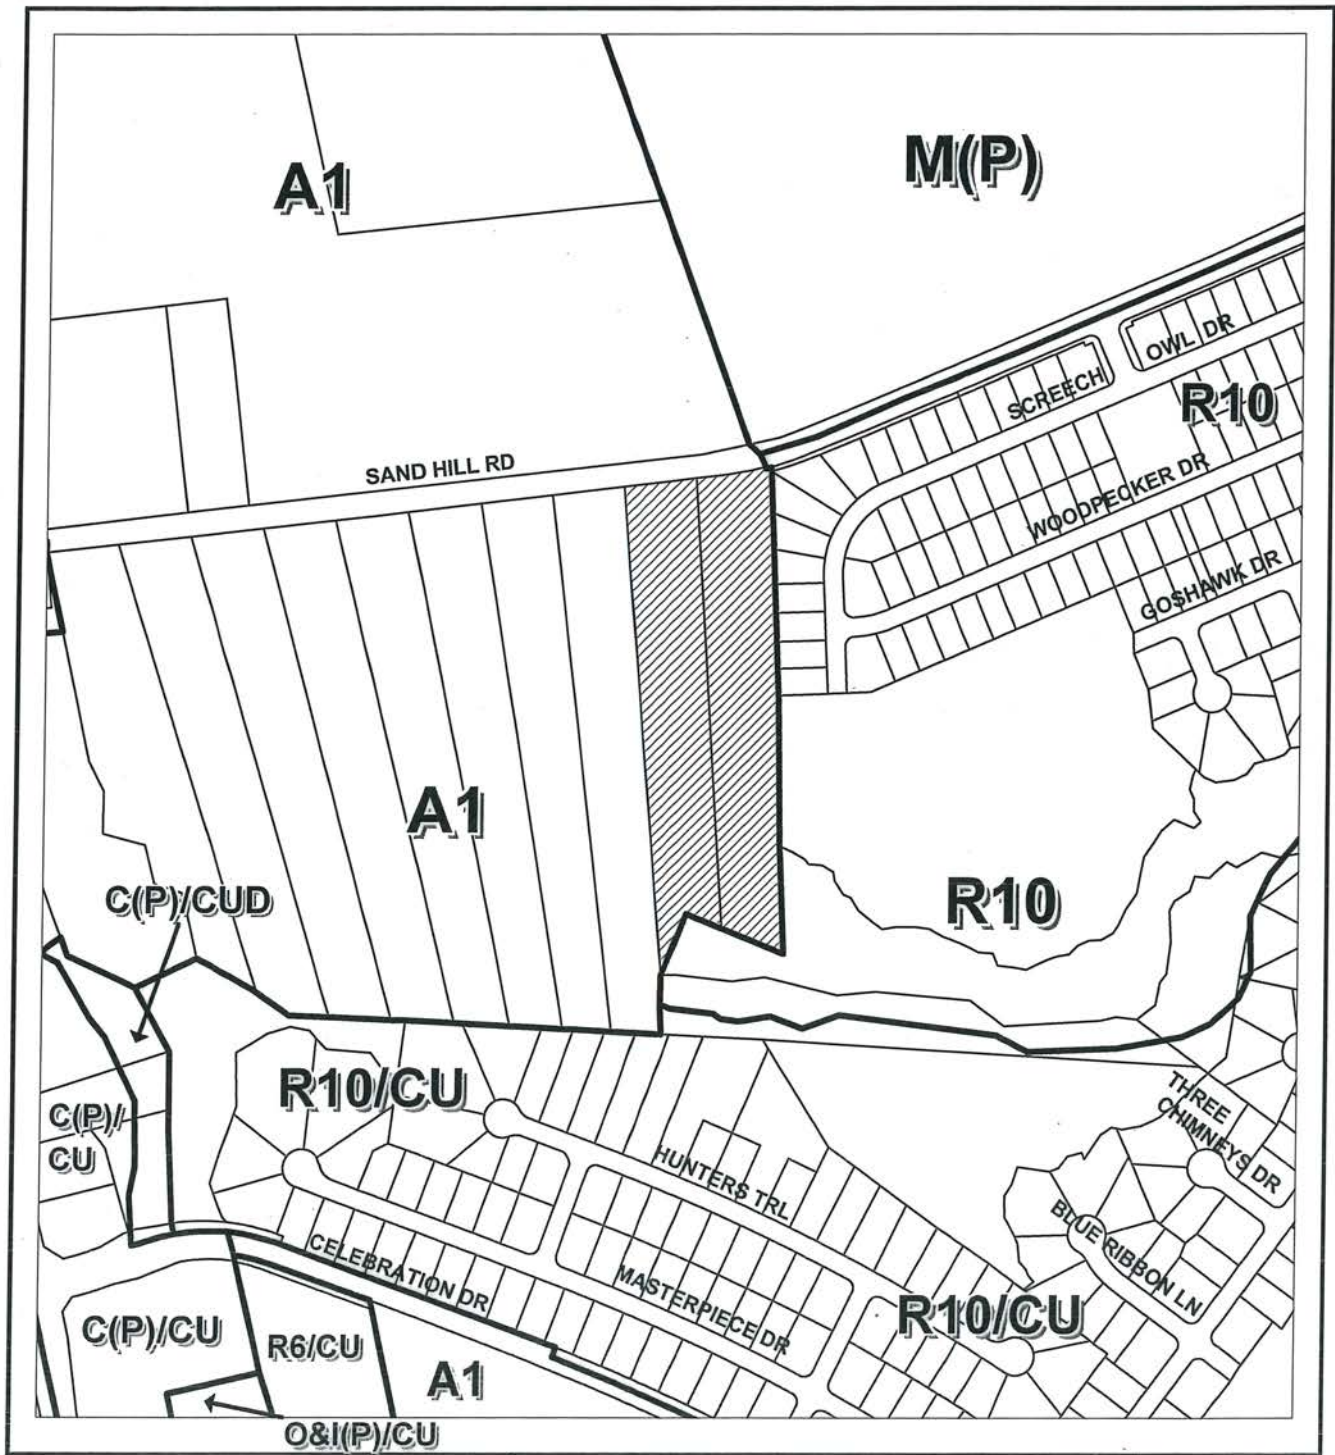 A1
M(P)
SCREECH OWL DR
R10
SAND HILL RD
WOODPECKER DR
GOSHAWK DR
A1
C(P)/CUD
R10
R10/CU
C(P)/
CU
THREE
CHIMNEYS DR
HUNTERS TRL
BLUE RIBBON LN
CELEBRATION DR
MASTERPIECE DR
R10/CU
C(P)/CU
R6/CU
A1
O&I(P)/CU